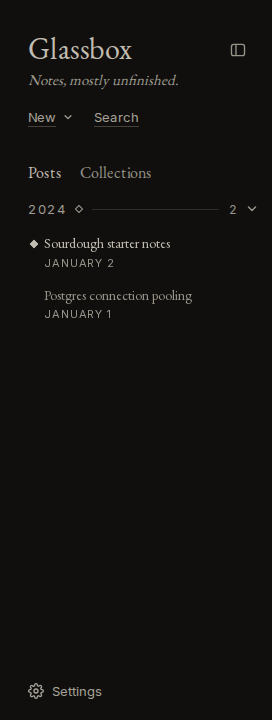 Glassbox
Notes, mostly unfinished.
New Search
Posts Collections
2024 2
Sourdough starter notes
JANUARY 2
Postgres connection pooling
JANUARY 1
Settings